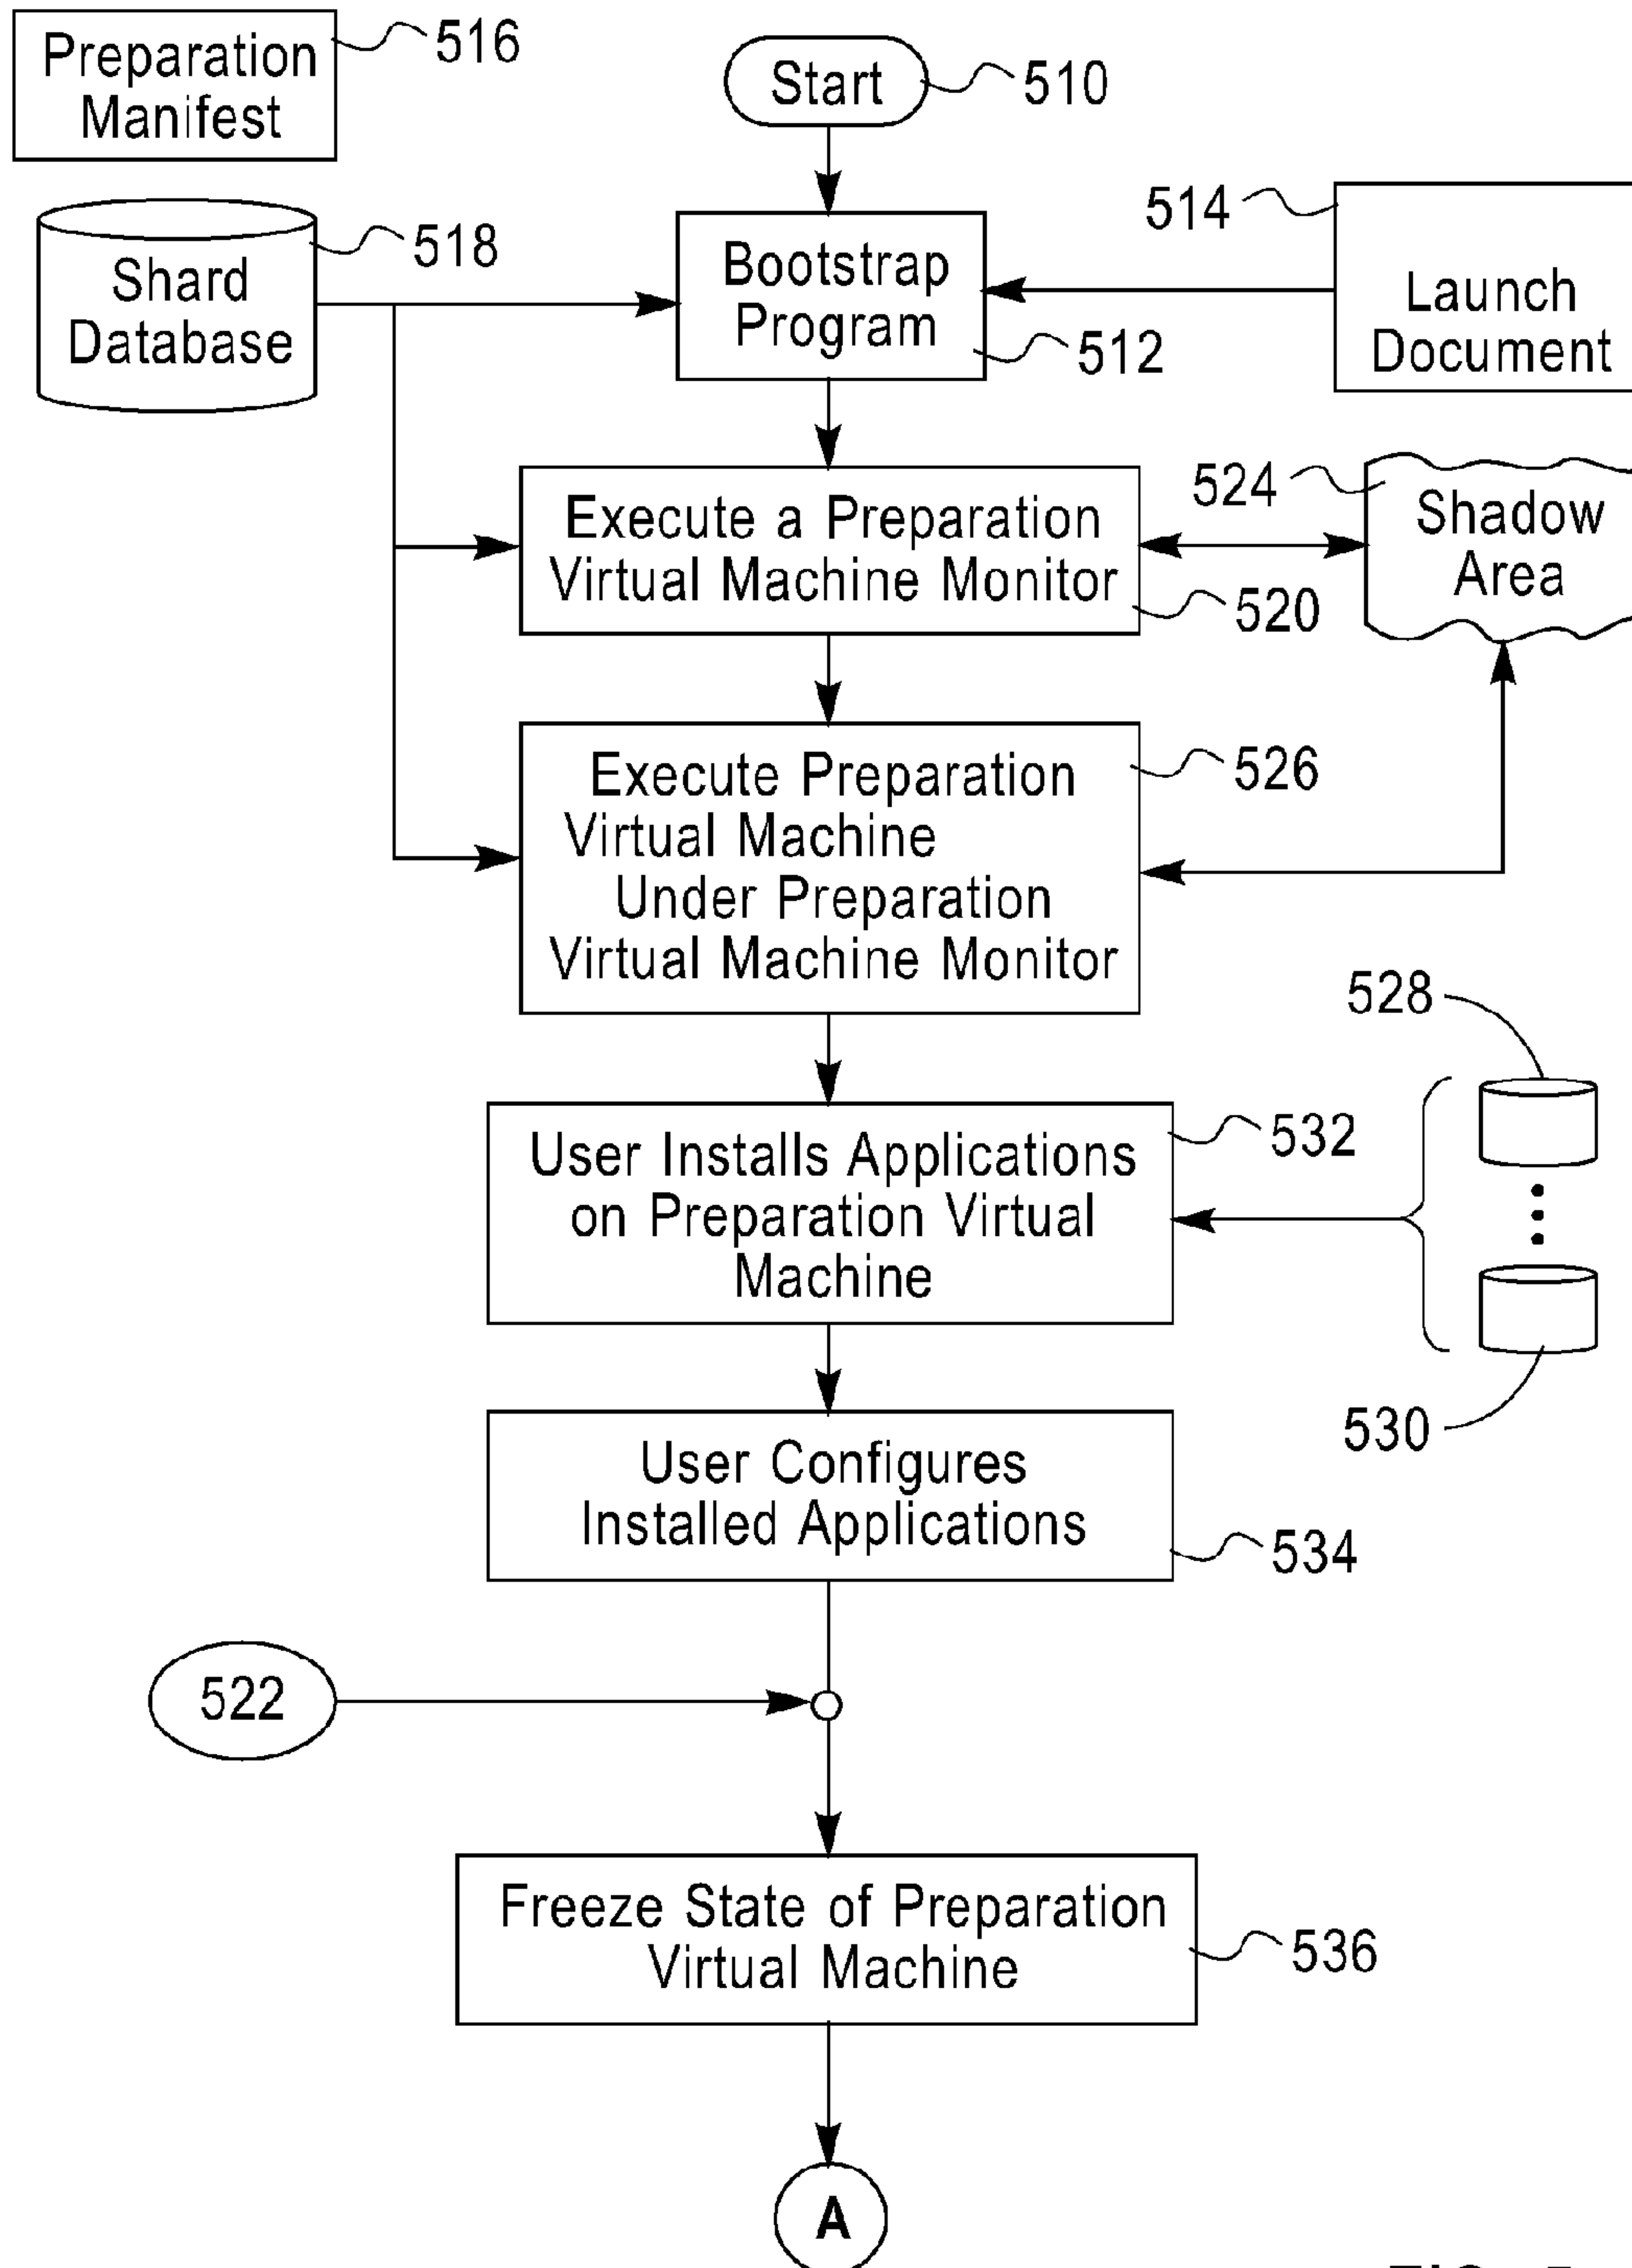 Preparation
Manifest
516
Start
510
Shard
Database
518
Bootstrap
Program
512
514
Launch
Document
Execute a Preparation
Virtual Machine Monitor
520
524
Shadow
Area
Execute Preparation
Virtual Machine
Under Preparation
Virtual Machine Monitor
526
528
User Installs Applications
on Preparation Virtual
Machine
532
530
User Configures
Installed Applications
534
522
Freeze State of Preparation
Virtual Machine
536
A